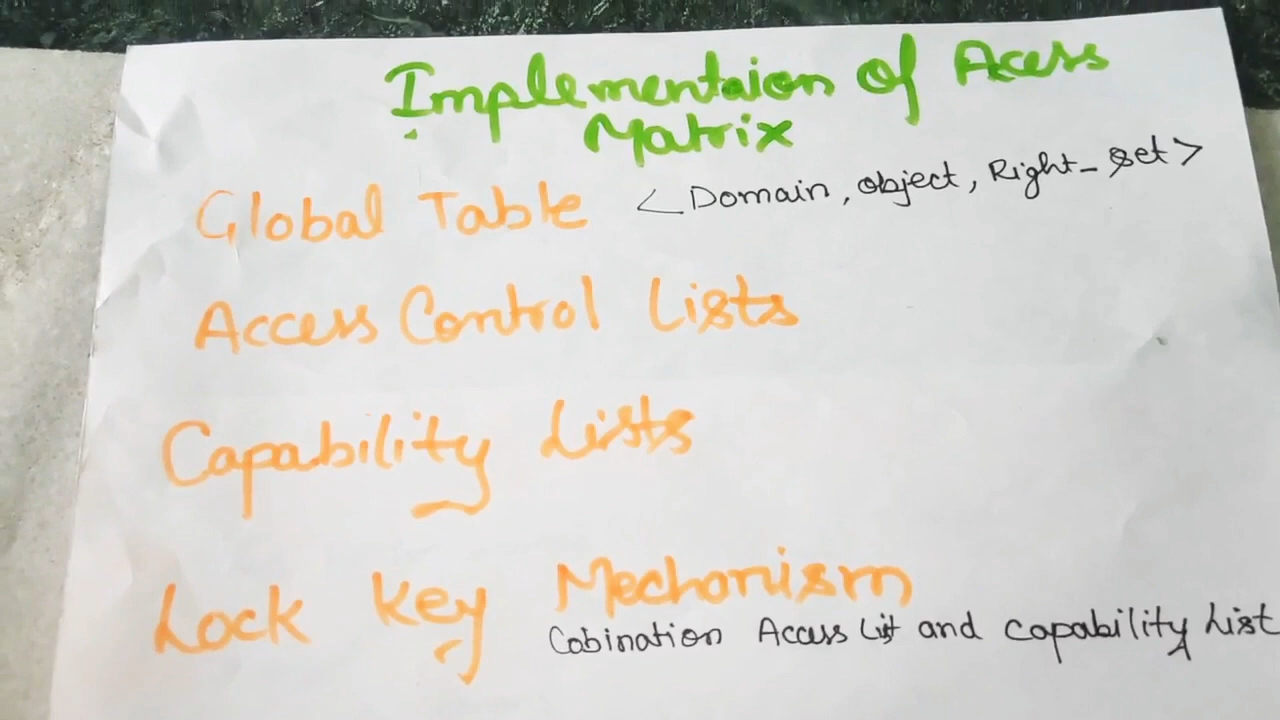 Implementaion of Acess
Matrix
Global Table <Domain, object, Right-set>
Access Control Lists
Capability Lists
Lock Key Mechanism
Cobination Access List and capability List